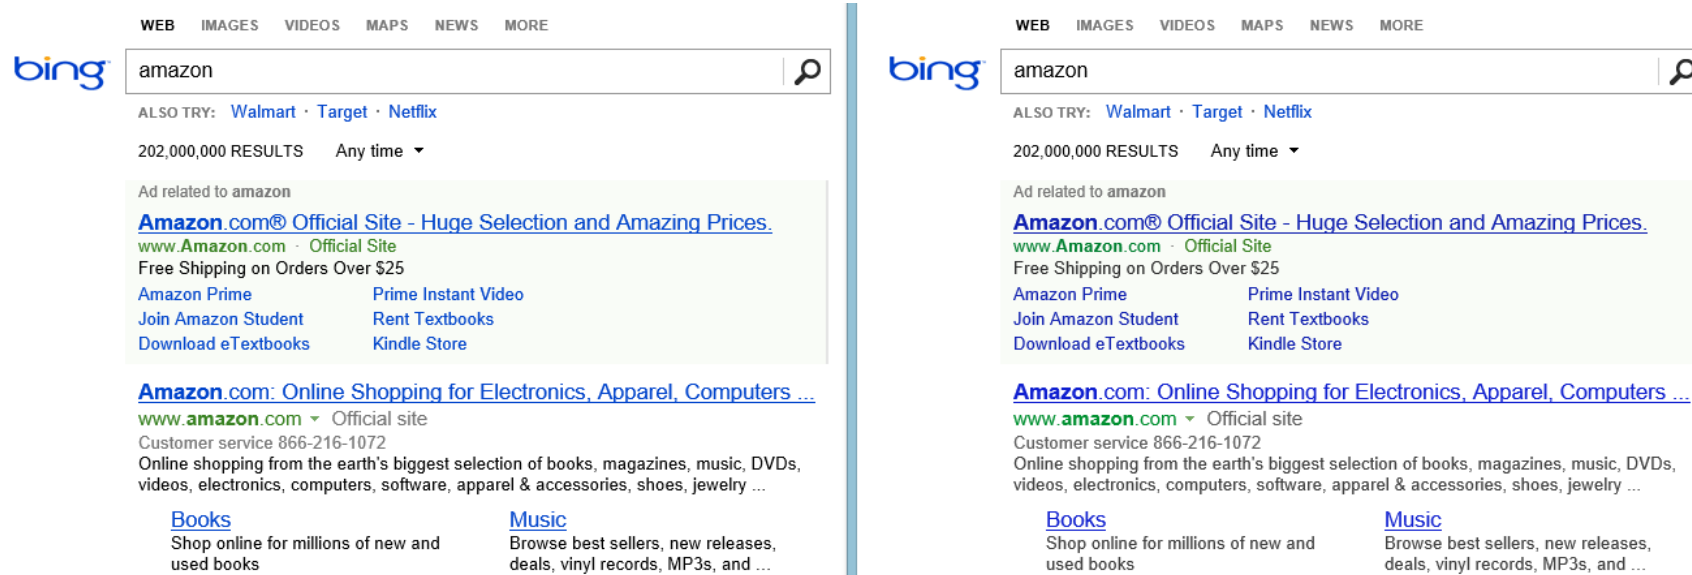 WEB IMAGES VIDEOS MAPS NEWS MORE
bing
amazon
ALSO TRY: Walmart · Target · Netflix
202,000,000 RESULTS Any time
Ad related to amazon
Amazon.com® Official Site - Huge Selection and Amazing Prices.
www.Amazon.com · Official Site
Free Shipping on Orders Over $25
Amazon Prime Prime Instant Video
Join Amazon Student Rent Textbooks
Download eTextbooks Kindle Store
Amazon.com: Online Shopping for Electronics, Apparel, Computers ...
www.amazon.com Official site
Customer service 866-216-1072
Online shopping from the earth's biggest selection of books, magazines, music, DVDs,
videos, electronics, computers, software, apparel & accessories, shoes, jewelry ...
Books Music
Shop online for millions of new and Browse best sellers, new releases,
used books deals, vinyl records, MP3s, and ...
WEB IMAGES VIDEOS MAPS NEWS MORE
bing
amazon
ALSO TRY: Walmart · Target · Netflix
202,000,000 RESULTS Any time
Ad related to amazon
Amazon.com® Official Site - Huge Selection and Amazing Prices.
www.Amazon.com · Official Site
Free Shipping on Orders Over $25
Amazon Prime Prime Instant Video
Join Amazon Student Rent Textbooks
Download eTextbooks Kindle Store
Amazon.com: Online Shopping for Electronics, Apparel, Computers ...
www.amazon.com Official site
Customer service 866-216-1072
Online shopping from the earth's biggest selection of books, magazines, music, DVDs,
videos, electronics, computers, software, apparel & accessories, shoes, jewelry ...
Books Music
Shop online for millions of new and Browse best sellers, new releases,
used books deals, vinyl records, MP3s, and ...